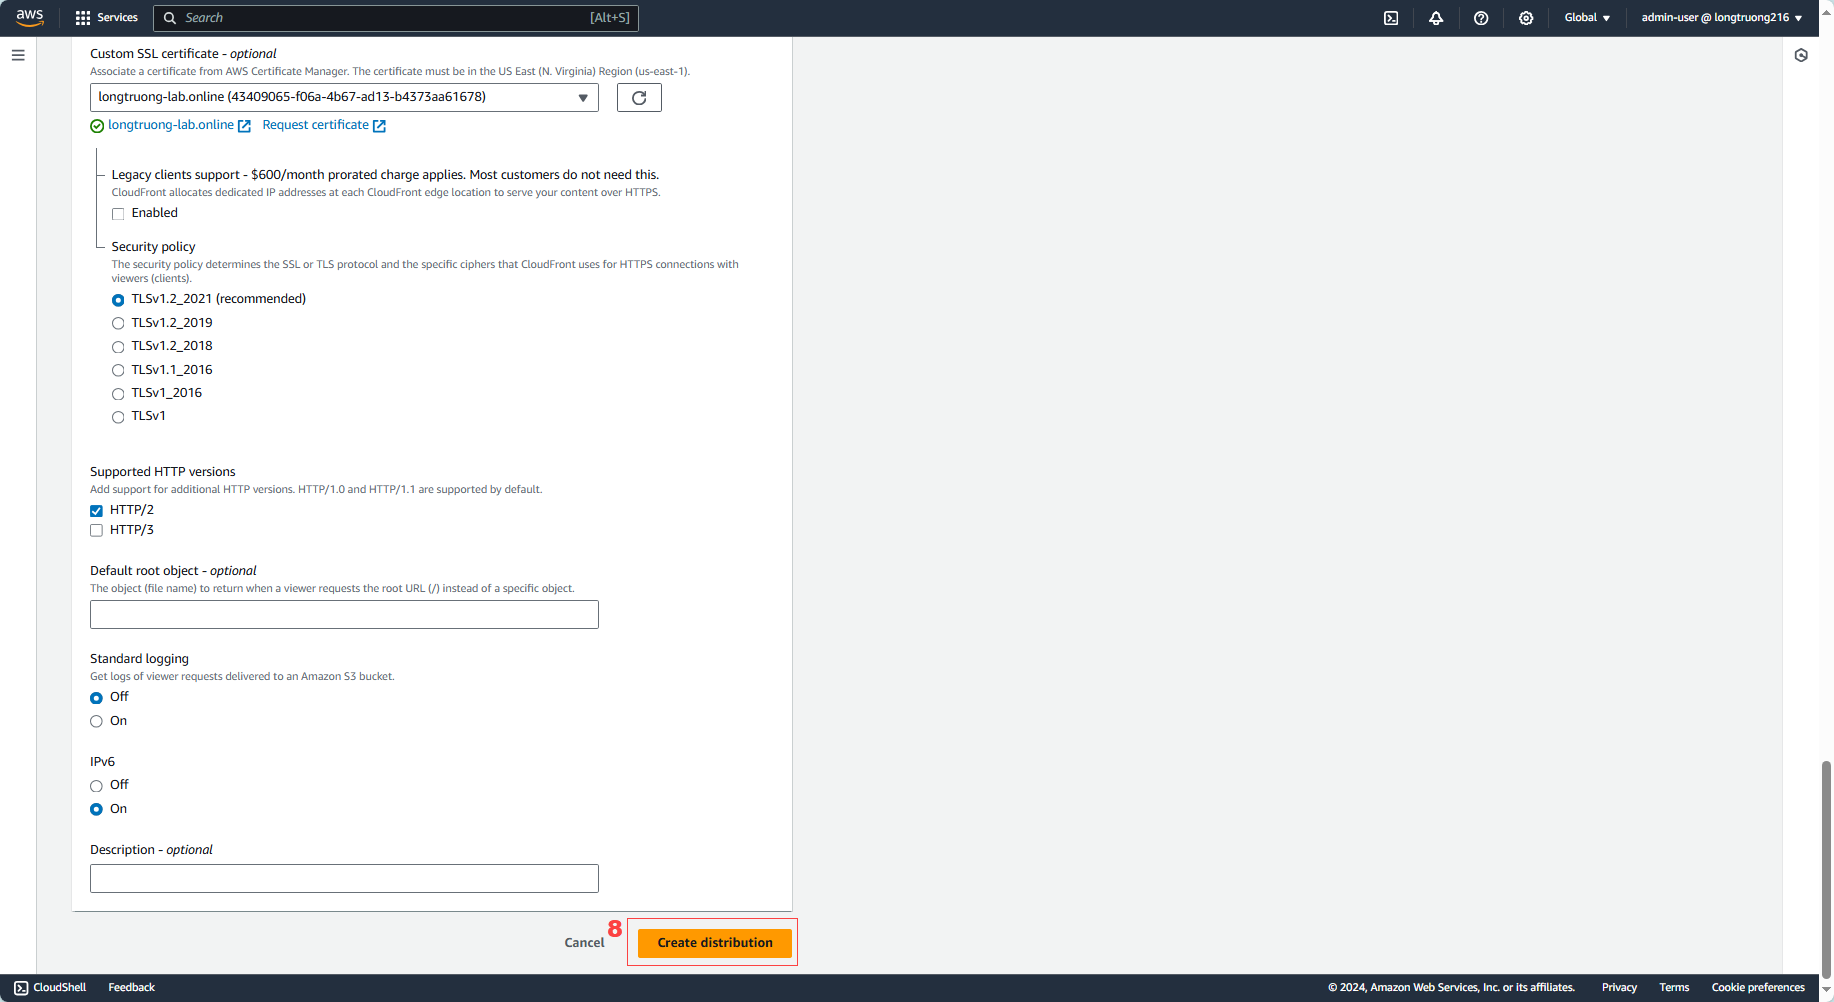 aws Services Search [Alt+S] Global admin-user @ longtruong216
Custom SSL certificate - optional
Associate a certificate from AWS Certificate Manager. The certificate must be in the US East (N. Virginia) Region (us-east-1).
longtruong-lab.online (43409065-f06a-4b67-ad13-b4373aa61678)
longtruong-lab.online Request certificate
Legacy clients support - $600/month prorated charge applies. Most customers do not need this.
CloudFront allocates dedicated IP addresses at each CloudFront edge location to serve your content over HTTPS.
Enabled
Security policy
The security policy determines the SSL or TLS protocol and the specific ciphers that CloudFront uses for HTTPS connections with
viewers (clients).
TLSv1.2_2021 (recommended)
TLSv1.2_2019
TLSv1.2_2018
TLSv1.1_2016
TLSv1_2016
TLSv1
Supported HTTP versions
Add support for additional HTTP versions. HTTP/1.0 and HTTP/1.1 are supported by default.
HTTP/2
HTTP/3
Default root object - optional
The object (file name) to return when a viewer requests the root URL (/) instead of a specific object.
Standard logging
Get logs of viewer requests delivered to an Amazon S3 bucket.
Off
On
IPv6
Off
On
Description - optional
Cancel 8 Create distribution
CloudShell Feedback © 2024, Amazon Web Services, Inc. or its affiliates. Privacy Terms Cookie preferences